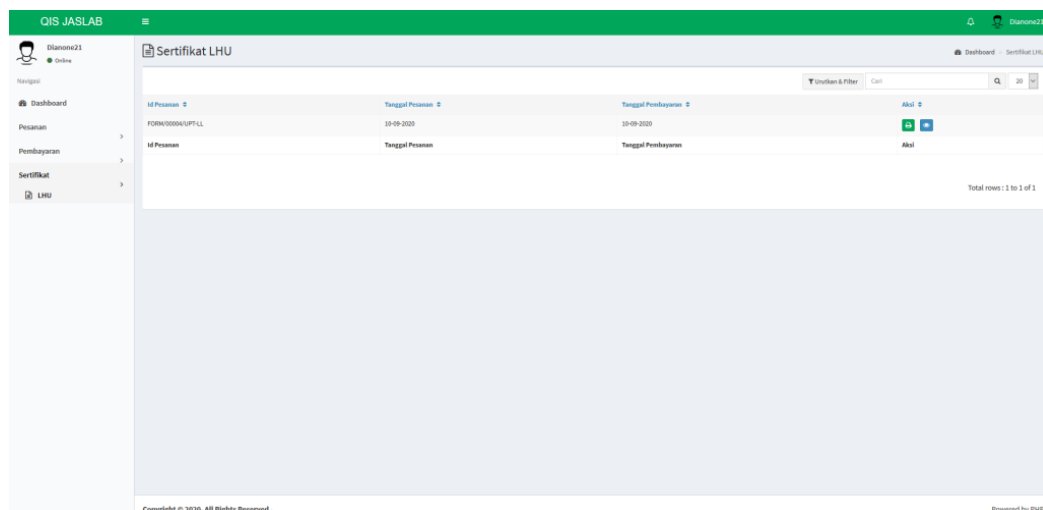 QIS JASLAB
Dianone21
Dianone21
Online
Sertifikat LHU
Dashboard
Sertifikat LHU
Navigasi
Urutkan & Filter
Cari
20
Dashboard
Id Pesanan
Tanggal Pesanan
Tanggal Pembayaran
Aksi
Pesanan
FORM/00004/UPT-LL
10-09-2020
10-09-2020
Id Pesanan
Tanggal Pesanan
Tanggal Pembayaran
Aksi
Pembayaran
Sertifikat
LHU
Total rows : 1 to 1 of 1
Copyright © 2020. All Rights Reserved
Powered by PHP